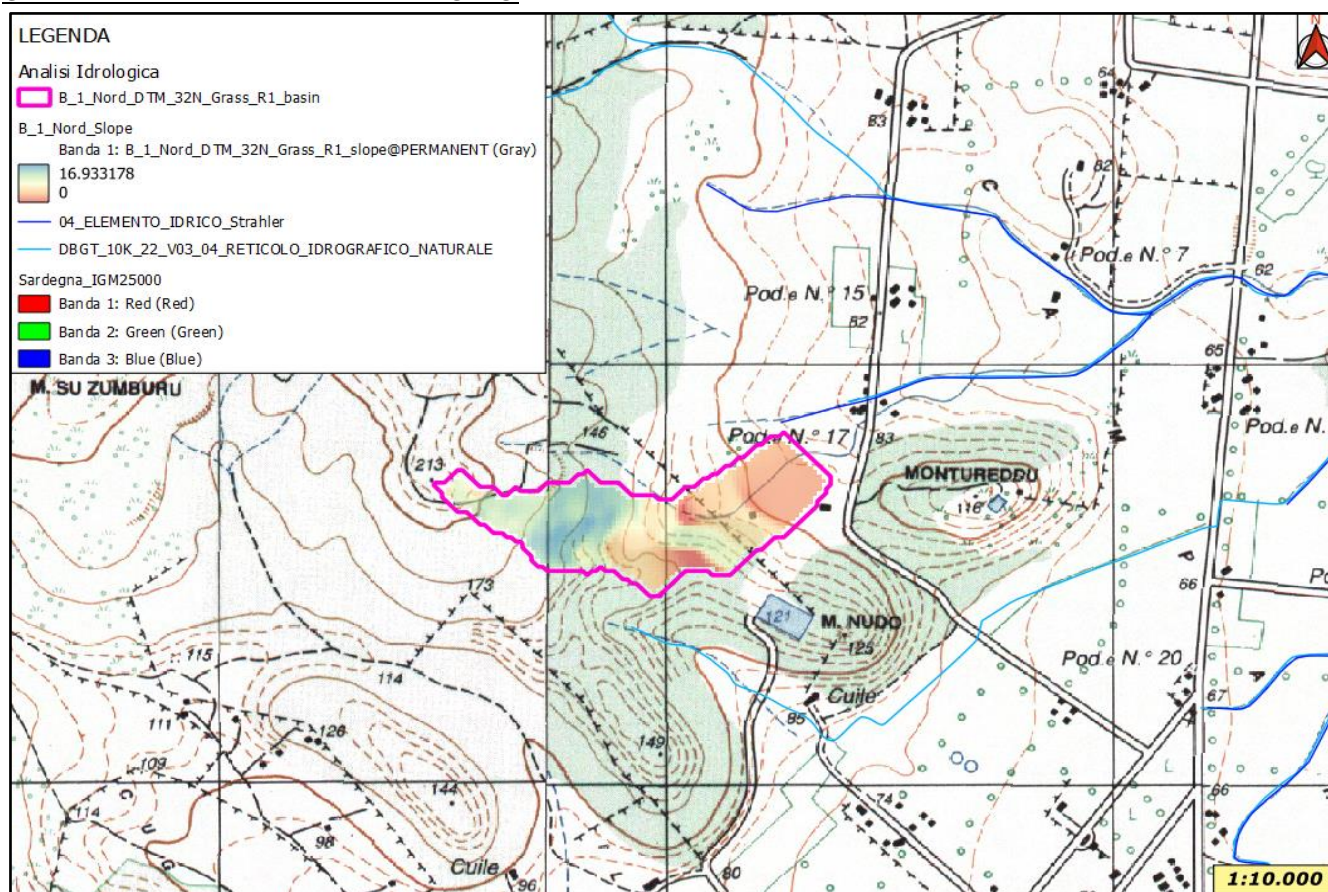 LEGENDA
Analisi Idrologica
B_1_Nord_DTM_32N_Grass_R1_basin
B_1_Nord_Slope
Banda 1: B_1_Nord_DTM_32N_Grass_R1_slope@PERMANENT (Gray)
16.933178
0
04_ELEMENTO_IDRICO_Strahler
DBGT_10K_22_V03_04_RETICOLO_IDROGRAFICO_NATURALE
Sardegna_IGM25000
Banda 1: Red (Red)
Banda 2: Green (Green)
Banda 3: Blue (Blue)
N
64
83
82
C
Pod.e N.° 7
62
Pod.e N.° 15
A
82
65
M. SU ZUMBURU
M
Pod.e N.
146
Pod.e N.° 17
83
213
MONTUREDDU
116
P
173
66
121
M. NUDO
125
115
Pod.e N.° 20
114
Cuile
A
67
111
85
126
149
109
144
66
114
C
74
L
U
98
G
Cuile
96
80
1:10.000